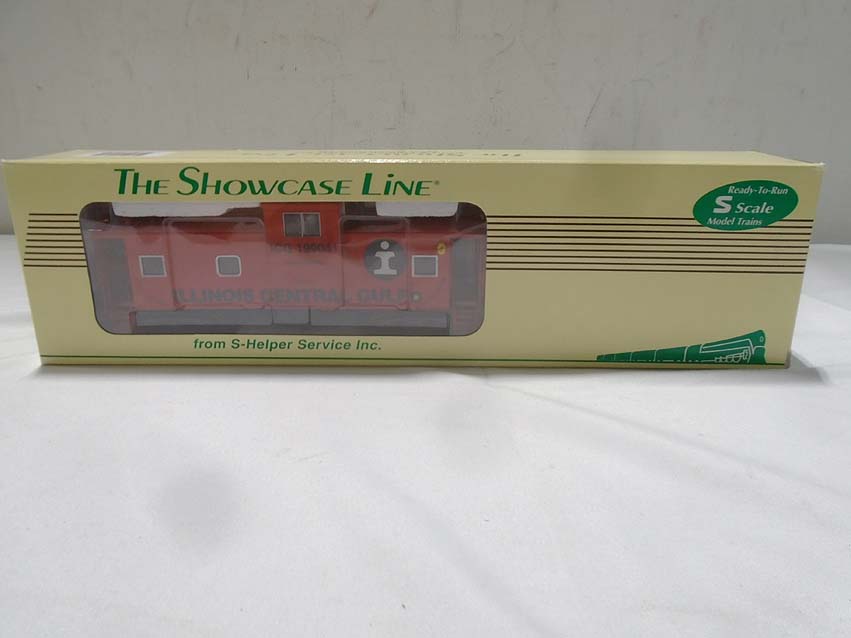 THE SHOWCASE LINE®
Ready-To-Run
S Scale
Model Trains
i
ILLINOIS CENTRAL GULF
from S-Helper Service Inc.